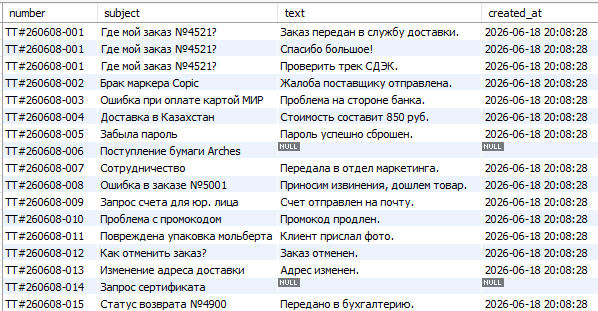 number subject text created_at
TT#260608-001 Где мой заказ №4521? Заказ передан в службу доставки. 2026-06-18 20:08:28
TT#260608-001 Где мой заказ №4521? Спасибо большое! 2026-06-18 20:08:28
TT#260608-001 Где мой заказ №4521? Проверить трек СДЭК. 2026-06-18 20:08:28
TT#260608-002 Брак маркера Copic Жалоба поставщику отправлена. 2026-06-18 20:08:28
TT#260608-003 Ошибка при оплате картой МИР Проблема на стороне банка. 2026-06-18 20:08:28
TT#260608-004 Доставка в Казахстан Стоимость составит 850 руб. 2026-06-18 20:08:28
TT#260608-005 Забыла пароль Пароль успешно сброшен. 2026-06-18 20:08:28
TT#260608-006 Поступление бумаги Arches NULL NULL
TT#260608-007 Сотрудничество Передала в отдел маркетинга. 2026-06-18 20:08:28
TT#260608-008 Ошибка в заказе №5001 Приносим извинения, дошлем товар. 2026-06-18 20:08:28
TT#260608-009 Запрос счета для юр. лица Счет отправлен на почту. 2026-06-18 20:08:28
TT#260608-010 Проблема с промокодом Промокод продлен. 2026-06-18 20:08:28
TT#260608-011 Повреждена упаковка мольберта Клиент прислал фото. 2026-06-18 20:08:28
TT#260608-012 Как отменить заказ? Заказ отменен. 2026-06-18 20:08:28
TT#260608-013 Изменение адреса доставки Адрес изменен. 2026-06-18 20:08:28
TT#260608-014 Запрос сертификата NULL NULL
TT#260608-015 Статус возврата №4900 Передано в бухгалтерию. 2026-06-18 20:08:28